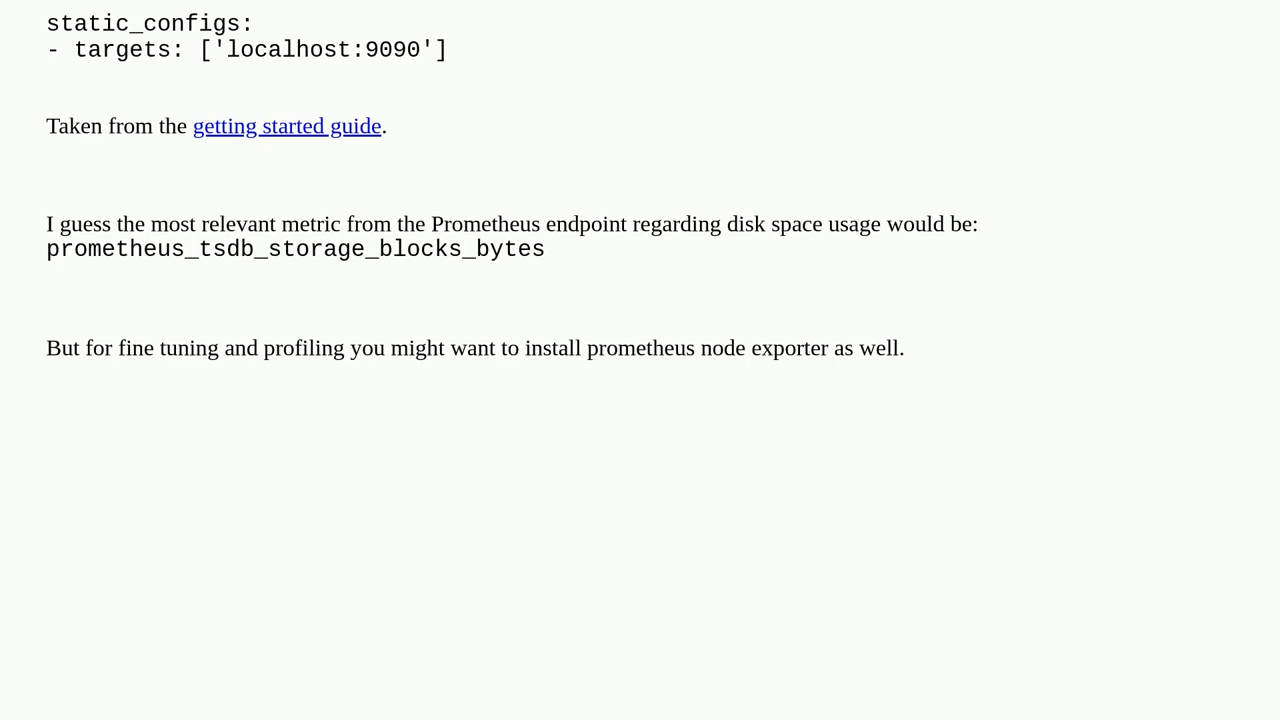 static_configs:
- targets: ['localhost:9090']
Taken from the getting started guide.
I guess the most relevant metric from the Prometheus endpoint regarding disk space usage would be:
prometheus_tsdb_storage_blocks_bytes
But for fine tuning and profiling you might want to install prometheus node exporter as well.